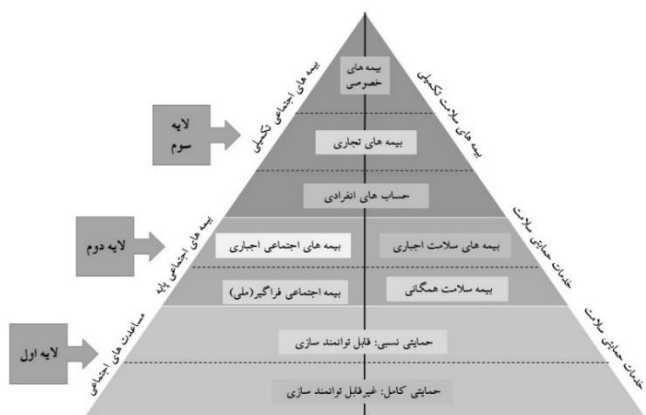 بیمه های
خصوصی
بیمه های اجتماعی تکمیلی
بیمه های سلامت تکمیلی
لایه
سوم
بیمه های تجاری
حساب های انفرادی
لایه دوم
بیمه های اجتماعی پایه
بیمه های سلامت اجباری
بیمه های اجتماعی اجباری
خدمات حمایتی سلامت
بیمه سلامت همگانی
بیمه اجتماعی فراگیر(ملی)
لایه اول
مساعدت های اجتماعی
حمایتی نسبی: قابل توانمند سازی
خدمات حمایتی سلامت
حمایتی کامل: غیرقابل توانمند سازی